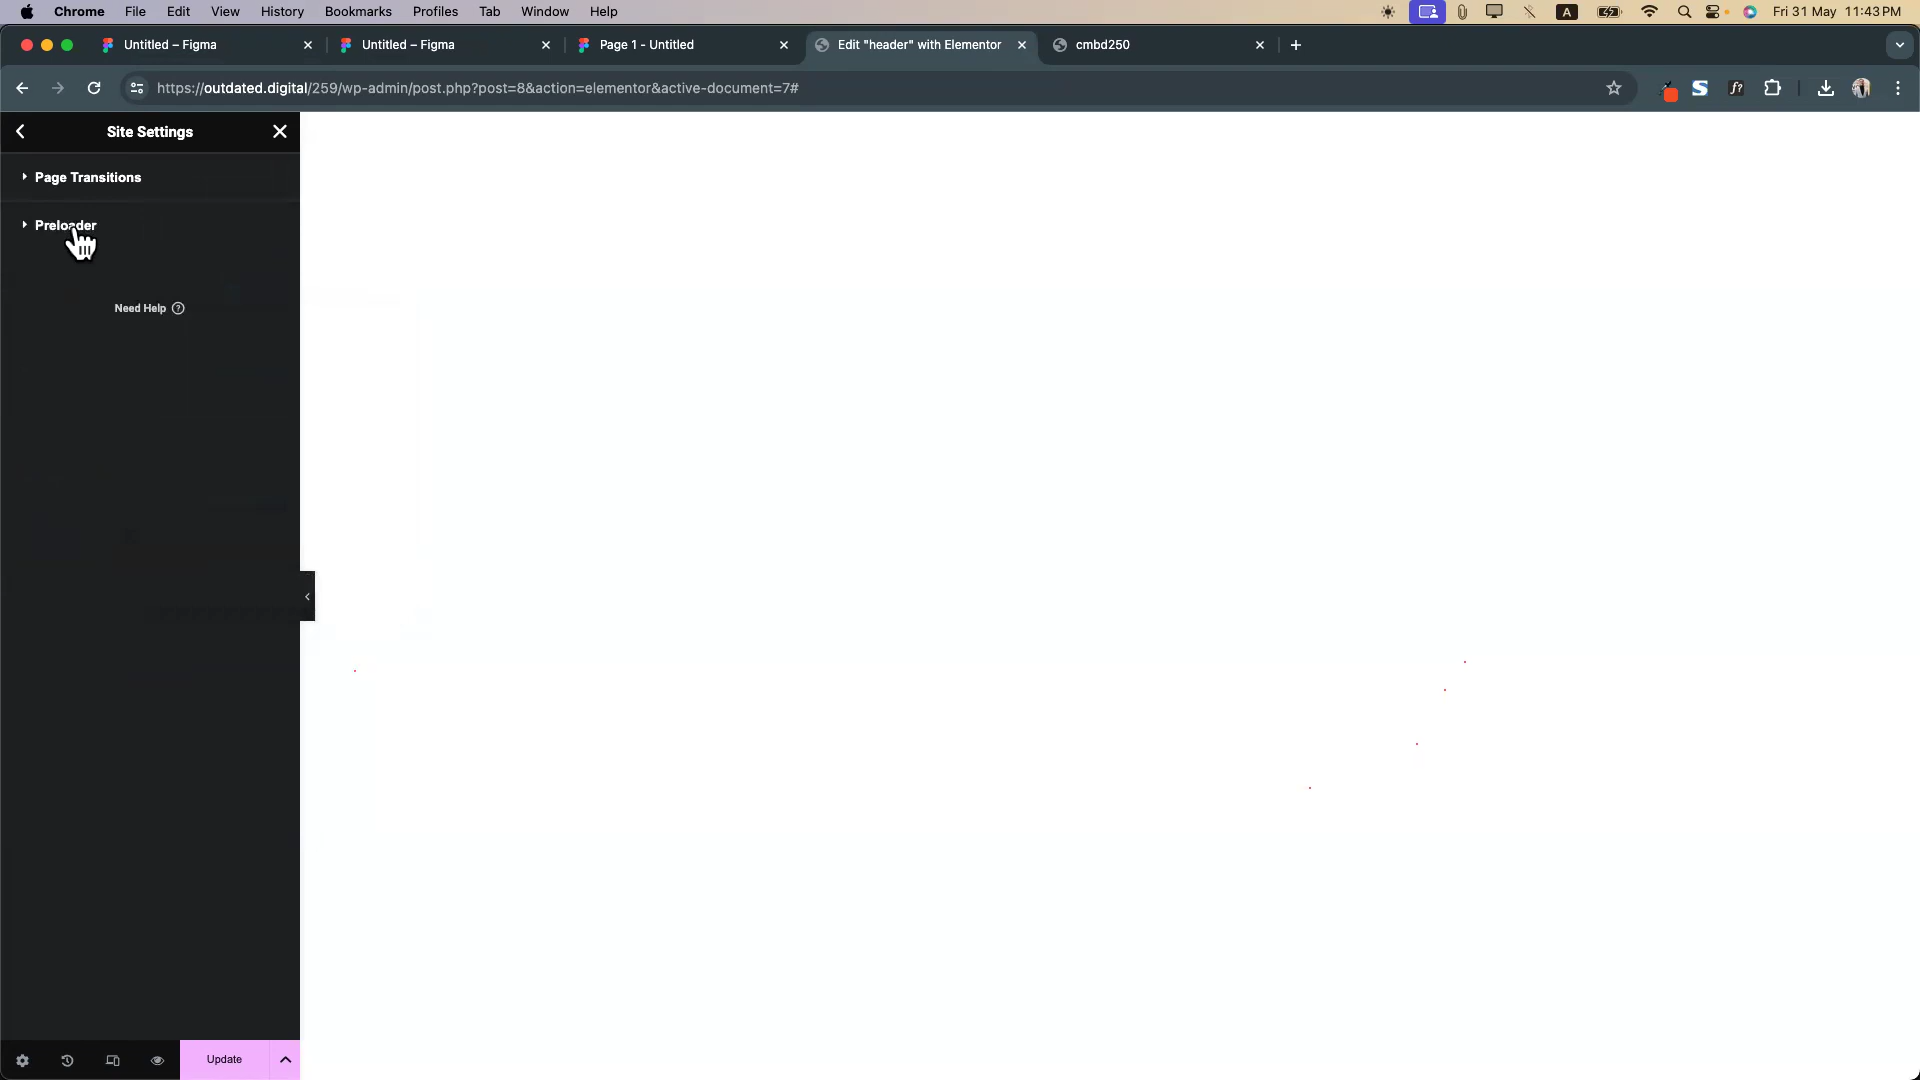 Chrome File Edit View History Bookmarks Profiles Tab Window Help A Fri 31 May 11:43 PM
Untitled – Figma Untitled – Figma Page 1 - Untitled Edit "header" with Elementor cmbd250
https://outdated.digital/259/wp-admin/post.php?post=8&action=elementor&active-document=7# S f?
Site Settings
Page Transitions
Preloader
Need Help ?
Update